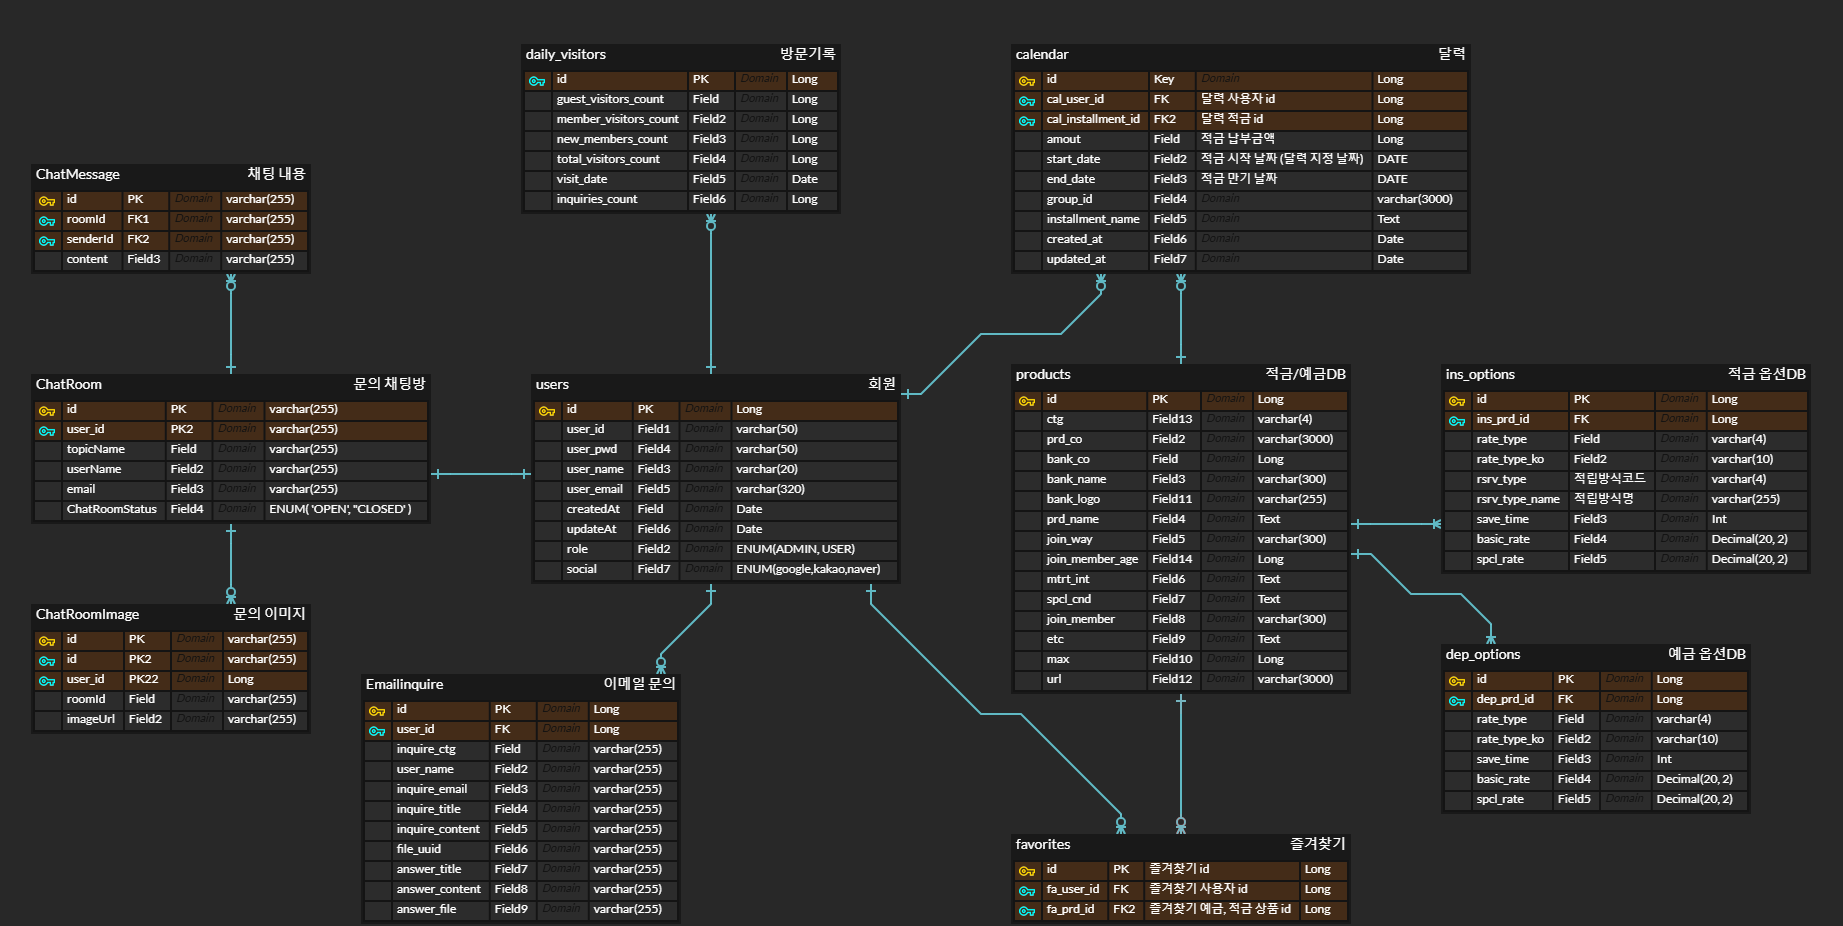 daily_visitors 방문기록
id PK Domain Long
guest_visitors_count Field Domain Long
member_visitors_count Field2 Domain Long
new_members_count Field3 Domain Long
total_visitors_count Field4 Domain Long
visit_date Field5 Domain Date
inquiries_count Field6 Domain Long
calendar 달력
id Key Domain Long
cal_user_id FK 달력 사용자 id Long
cal_installment_id FK2 달력 적금 id Long
amout Field 적금 납부금액 Long
start_date Field2 적금 시작 날짜 (달력 지정 날짜) DATE
end_date Field3 적금 만기 날짜 DATE
group_id Field4 Domain varchar(3000)
installment_name Field5 Domain Text
created_at Field6 Domain Date
updated_at Field7 Domain Date
ChatMessage 채팅 내용
id PK Domain varchar(255)
roomId FK1 Domain varchar(255)
senderId FK2 Domain varchar(255)
content Field3 Domain varchar(255)
ChatRoom 문의 채팅방
id PK Domain varchar(255)
user_id PK2 Domain varchar(255)
topicName Field Domain varchar(255)
userName Field2 Domain varchar(255)
email Field3 Domain varchar(255)
ChatRoomStatus Field4 Domain ENUM( 'OPEN', "CLOSED' )
users 회원
id PK Domain Long
user_id Field1 Domain varchar(50)
user_pwd Field4 Domain varchar(50)
user_name Field3 Domain varchar(20)
user_email Field5 Domain varchar(320)
createdAt Field Domain Date
updateAt Field6 Domain Date
role Field2 Domain ENUM(ADMIN, USER)
social Field7 Domain ENUM(google,kakao,naver)
products 적금/예금DB
id PK Domain Long
ctg Field13 Domain varchar(4)
prd_co Field2 Domain varchar(3000)
bank_co Field Domain Long
bank_name Field3 Domain varchar(300)
bank_logo Field11 Domain varchar(255)
prd_name Field4 Domain Text
join_way Field5 Domain varchar(300)
join_member_age Field14 Domain Long
mtrt_int Field6 Domain Text
spcl_cnd Field7 Domain Text
join_member Field8 Domain varchar(300)
etc Field9 Domain Text
max Field10 Domain Long
url Field12 Domain varchar(3000)
ins_options 적금 옵션DB
id PK Domain Long
ins_prd_id FK Domain Long
rate_type Field Domain varchar(4)
rate_type_ko Field2 Domain varchar(10)
rsrv_type 적립방식코드 Domain varchar(4)
rsrv_type_name 적립방식명 Domain varchar(255)
save_time Field3 Domain Int
basic_rate Field4 Domain Decimal(20, 2)
spcl_rate Field5 Domain Decimal(20, 2)
ChatRoomImage 문의 이미지
id PK Domain varchar(255)
id PK2 Domain varchar(255)
user_id PK22 Domain Long
roomId Field Domain varchar(255)
imageUrl Field2 Domain varchar(255)
Emailinquire 이메일 문의
id PK Domain Long
user_id FK Domain Long
inquire_ctg Field Domain varchar(255)
user_name Field2 Domain varchar(255)
inquire_email Field3 Domain varchar(255)
inquire_title Field4 Domain varchar(255)
inquire_content Field5 Domain varchar(255)
file_uuid Field6 Domain varchar(255)
answer_title Field7 Domain varchar(255)
answer_content Field8 Domain varchar(255)
answer_file Field9 Domain varchar(255)
dep_options 예금 옵션DB
id PK Domain Long
dep_prd_id FK Domain Long
rate_type Field Domain varchar(4)
rate_type_ko Field2 Domain varchar(10)
save_time Field3 Domain Int
basic_rate Field4 Domain Decimal(20, 2)
spcl_rate Field5 Domain Decimal(20, 2)
favorites 즐겨찾기
id PK 즐겨찾기 id Long
fa_user_id FK 즐겨찾기 사용자 id Long
fa_prd_id FK2 즐겨찾기 예금, 적금 상품 id Long